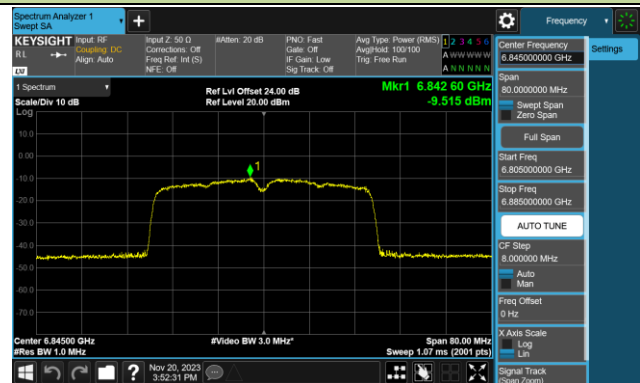 Spectrum Analyzer 1
Swept SA
Frequency
KEYSIGHT
RL
Input: RF
Coupling: DC
Align: Auto
Input Z: 50 Ω
Corrections: Off
Freq Ref: Int (S)
NFE: Off
#Atten: 20 dB
PNO: Fast
Gate: Off
IF Gain: Low
Sig Track: Off
Avg Type: Power (RMS)
Avg|Hold: 100/100
Trig: Free Run
1 2 3 4 5 6
A W W W W W
A N N N N N
LXI
1 Spectrum
Scale/Div 10 dB
Log
Ref Lvl Offset 24.00 dB
Ref Level 20.00 dBm
Mkr1 6.842 60 GHz
-9.515 dBm
1
10.0
0.00
-10.0
-20.0
-30.0
-40.0
-50.0
-60.0
-70.0
Center 6.84500 GHz
#Res BW 1.0 MHz
#Video BW 3.0 MHz*
Span 80.00 MHz
Sweep 1.07 ms (2001 pts)
Center Frequency
6.845000000 GHz
Settings
Span
80.0000000 MHz
Swept Span
Zero Span
Full Span
Start Freq
6.805000000 GHz
Stop Freq
6.885000000 GHz
AUTO TUNE
CF Step
8.000000 MHz
Auto
Man
Freq Offset
0 Hz
X Axis Scale
Log
Lin
Signal Track
(Span Zoom)
?
Nov 20, 2023
3:52:31 PM